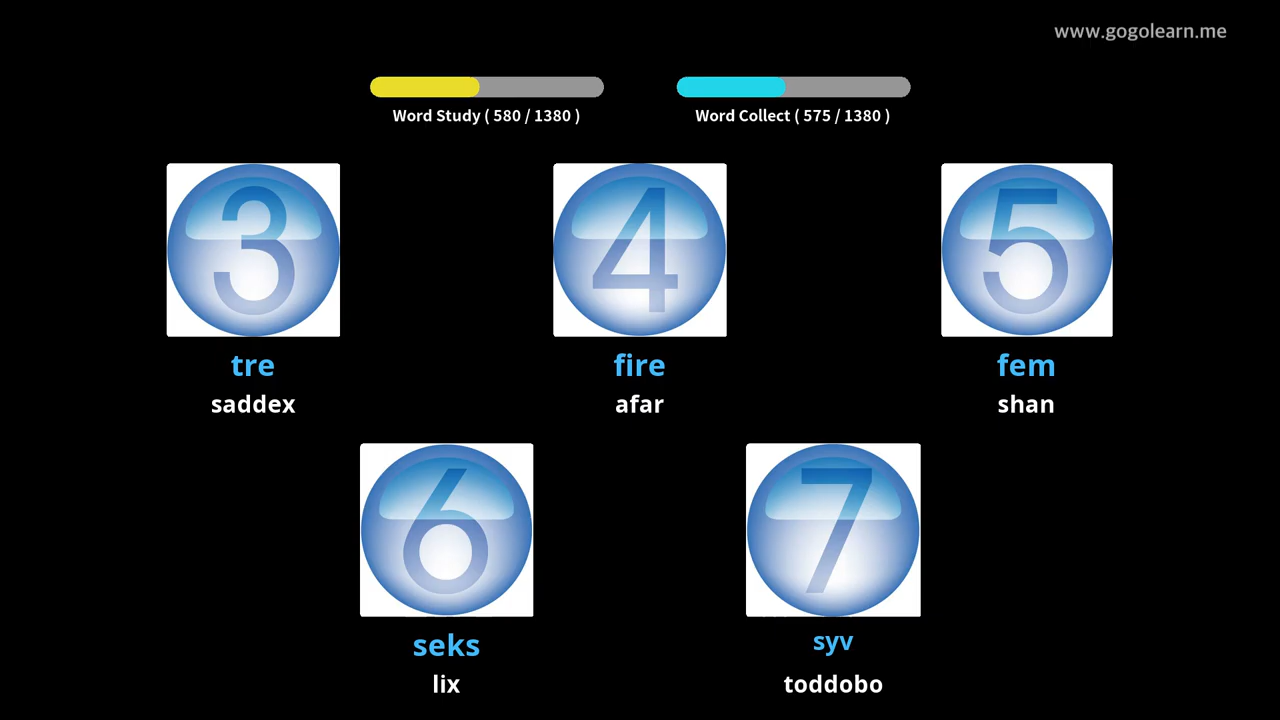 www.gogolearn.me
Word Study ( 580 / 1380 )
Word Collect ( 575 / 1380 )
3
4
5
tre
fire
fem
saddex
afar
shan
6
7
seks
syv
lix
toddobo